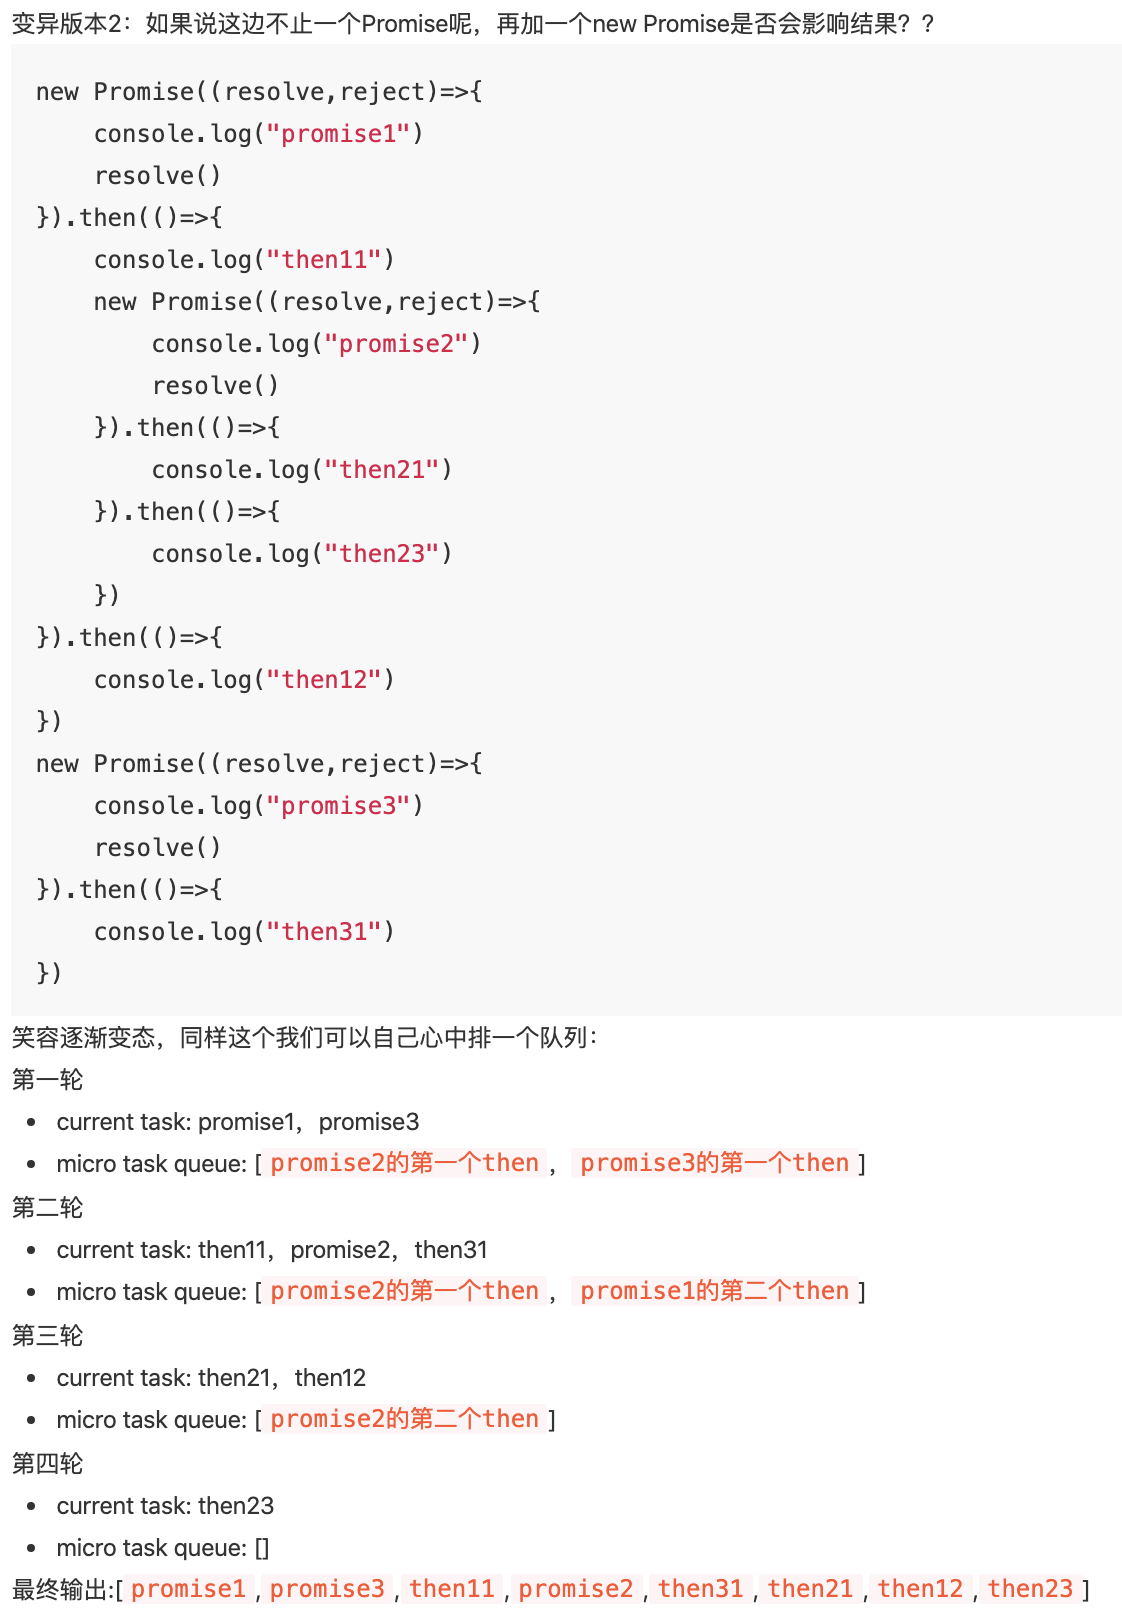 变异版本2：如果说这边不止一个Promise呢，再加一个new Promise是否会影响结果？？
new Promise((resolve,reject)=>{
    console.log("promise1")
    resolve()
}).then(()=>{
    console.log("then11")
    new Promise((resolve,reject)=>{
        console.log("promise2")
        resolve()
    }).then(()=>{
        console.log("then21")
    }).then(()=>{
        console.log("then23")
    })
}).then(()=>{
    console.log("then12")
})
new Promise((resolve,reject)=>{
    console.log("promise3")
    resolve()
}).then(()=>{
    console.log("then31")
})
笑容逐渐变态，同样这个我们可以自己心中排一个队列：
第一轮
• current task: promise1，promise3
• micro task queue: [promise2的第一个then，promise3的第一个then]
第二轮
• current task: then11，promise2，then31
• micro task queue: [promise2的第一个then，promise1的第二个then]
第三轮
• current task: then21，then12
• micro task queue: [promise2的第二个then]
第四轮
• current task: then23
• micro task queue: []
最终输出:[promise1,promise3,then11,promise2,then31,then21,then12,then23]